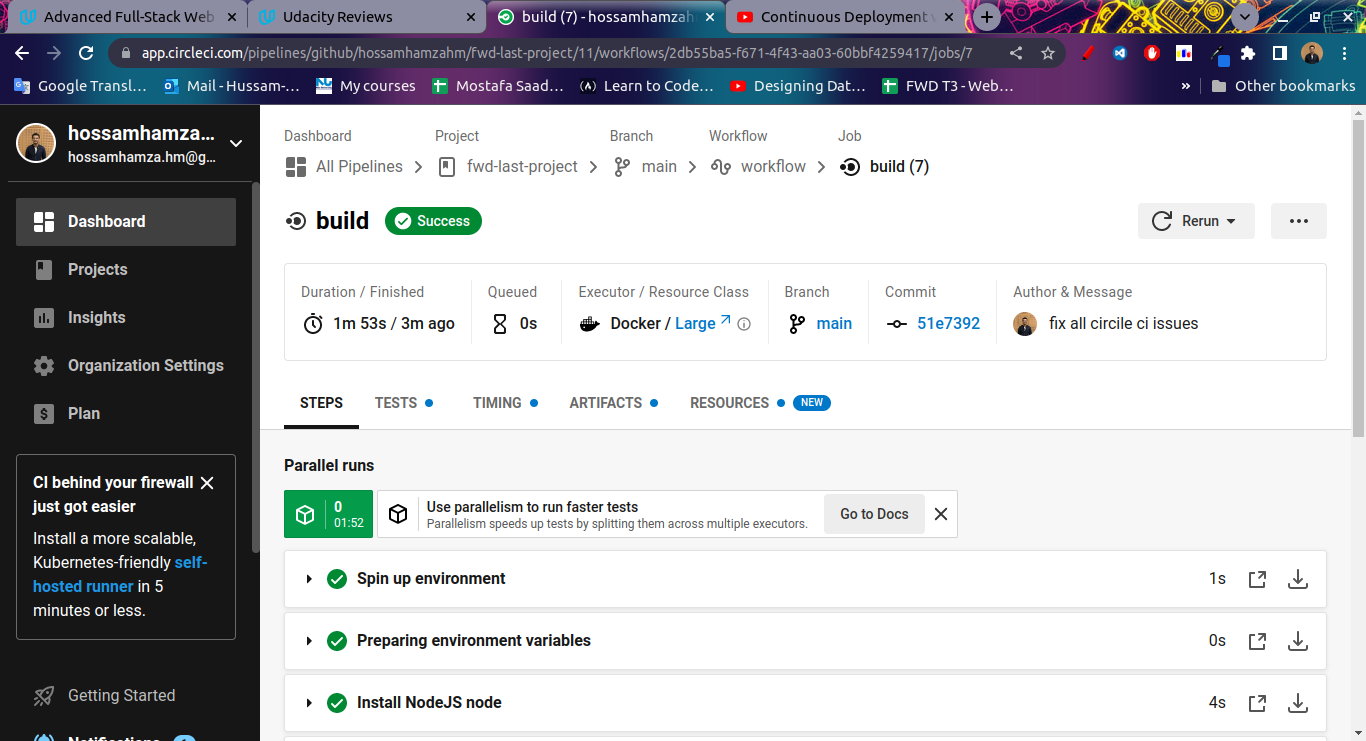 Advanced Full-Stack Web
Udacity Reviews
build (7) - hossamhamzah
Continuous Deployment
app.circleci.com/pipelines/github/hossamhamzahm/fwd-last-project/11/workflows/2db55ba5-f671-4f43-aa03-60bbf4259417/jobs/7
Google Transl...
Mail - Hussam-...
My courses
Mostafa Saad...
Learn to Code...
Designing Dat...
FWD T3 - Web...
»
Other bookmarks
hossamhamza...
hossamhamza.hm@g...
Dashboard
Projects
Insights
Organization Settings
Plan
CI behind your firewall
just got easier
Install a more scalable,
Kubernetes-friendly self-
hosted runner in 5
minutes or less.
Getting Started
Notifications
Dashboard Project Branch Workflow Job
All Pipelines fwd-last-project main workflow build (7)
build Success Rerun
Duration / Finished Queued Executor / Resource Class Branch Commit Author & Message
1m 53s / 3m ago 0s Docker / Large main 51e7392 fix all circile ci issues
STEPS TESTS TIMING ARTIFACTS RESOURCES NEW
Parallel runs
0
01:52
Use parallelism to run faster tests
Parallelism speeds up tests by splitting them across multiple executors.
Go to Docs
Spin up environment 1s
Preparing environment variables 0s
Install NodeJS node 4s